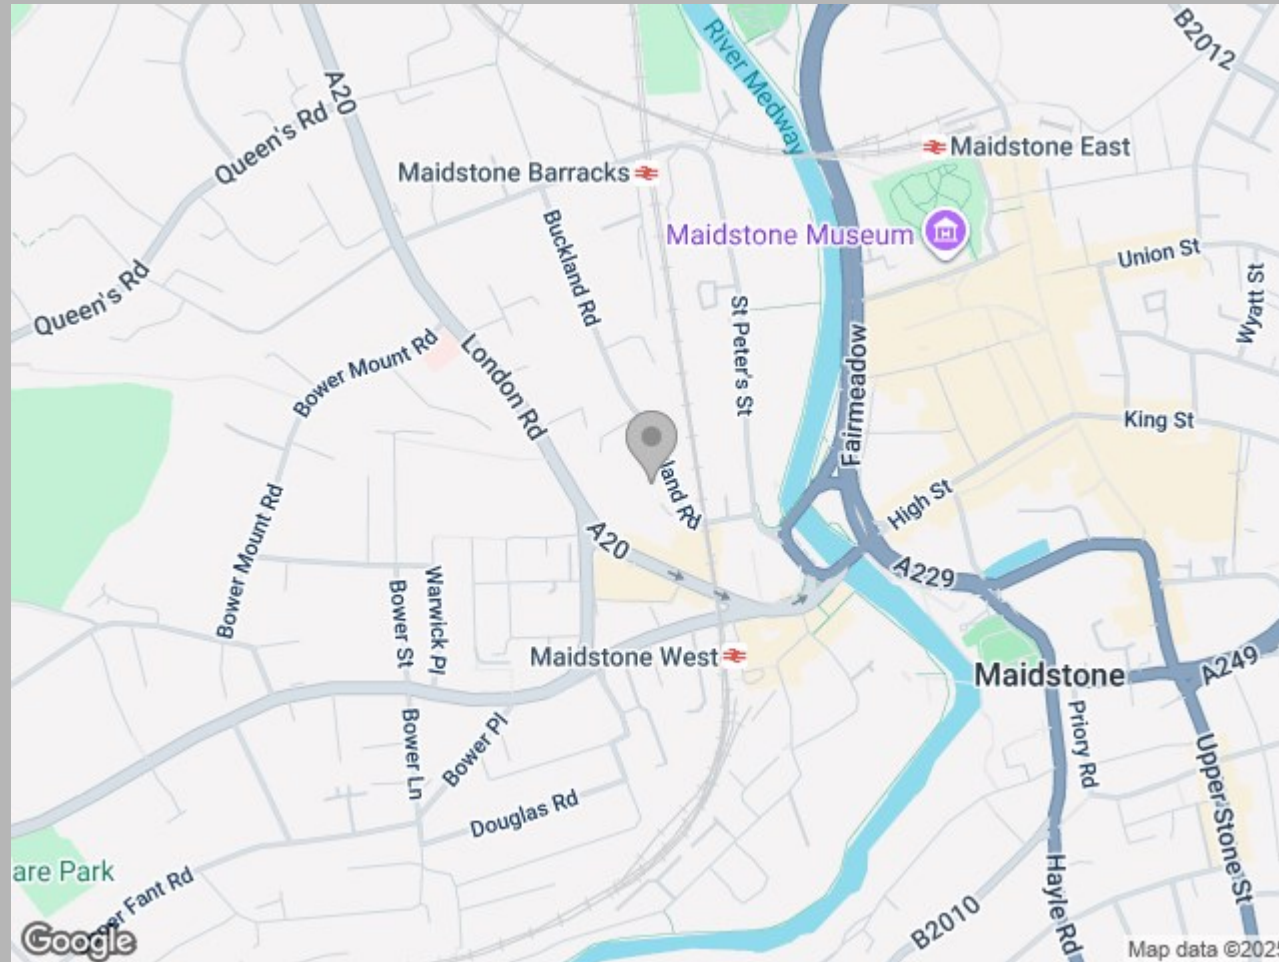 B2012
River Medway
A20
Queen's Rd
Maidstone East
Maidstone Barracks
Maidstone Museum
Buckland Rd
Union St
Queen's Rd
Wyatt St
St Peter's St
Bower Mount Rd
London Rd
Fairmeadow
King St
land Rd
High St
Bower Mount Rd
A20
A229
Warwick Pl
Bower St
Maidstone West
Maidstone
A249
Priory Rd
Bower Pl
Bower Ln
Upper Stone St
Douglas Rd
are Park
per Fant Rd
Hayle Rd
B2010
Google
Map data ©2025